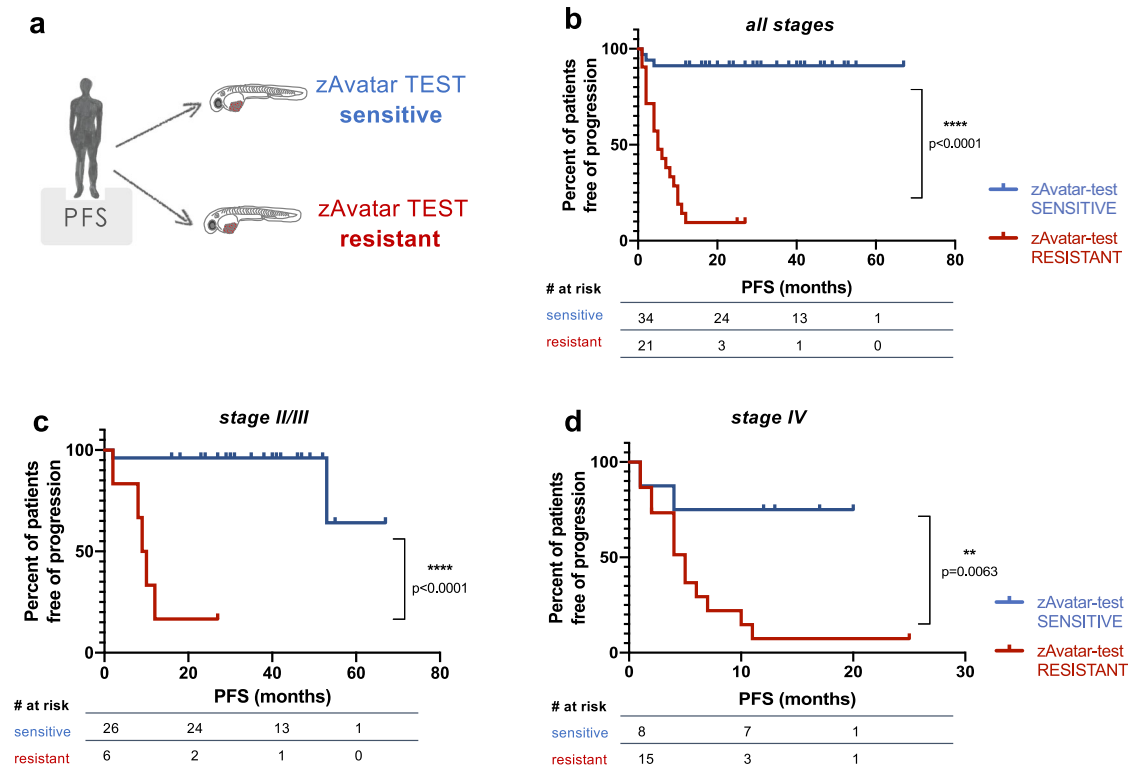 a
zAvatar TEST
sensitive
PFS
zAvatar TEST
resistant
b
all stages
Percent of patients
free of progression
100
50
0
0 20 40 60 80
PFS (months)
****
p<0.0001
zAvatar-test
SENSITIVE
zAvatar-test
RESISTANT
# at risk
sensitive 34 24 13 1
resistant 21 3 1 0
c
stage II/III
Percent of patients
free of progression
100
50
0
0 20 40 60 80
PFS (months)
****
p<0.0001
# at risk
sensitive 26 24 13 1
resistant 6 2 1 0
d
stage IV
Percent of patients
free of progression
100
50
0
0 10 20 30
PFS (months)
**
p=0.0063
zAvatar-test
SENSITIVE
zAvatar-test
RESISTANT
# at risk
sensitive 8 7 1
resistant 15 3 1